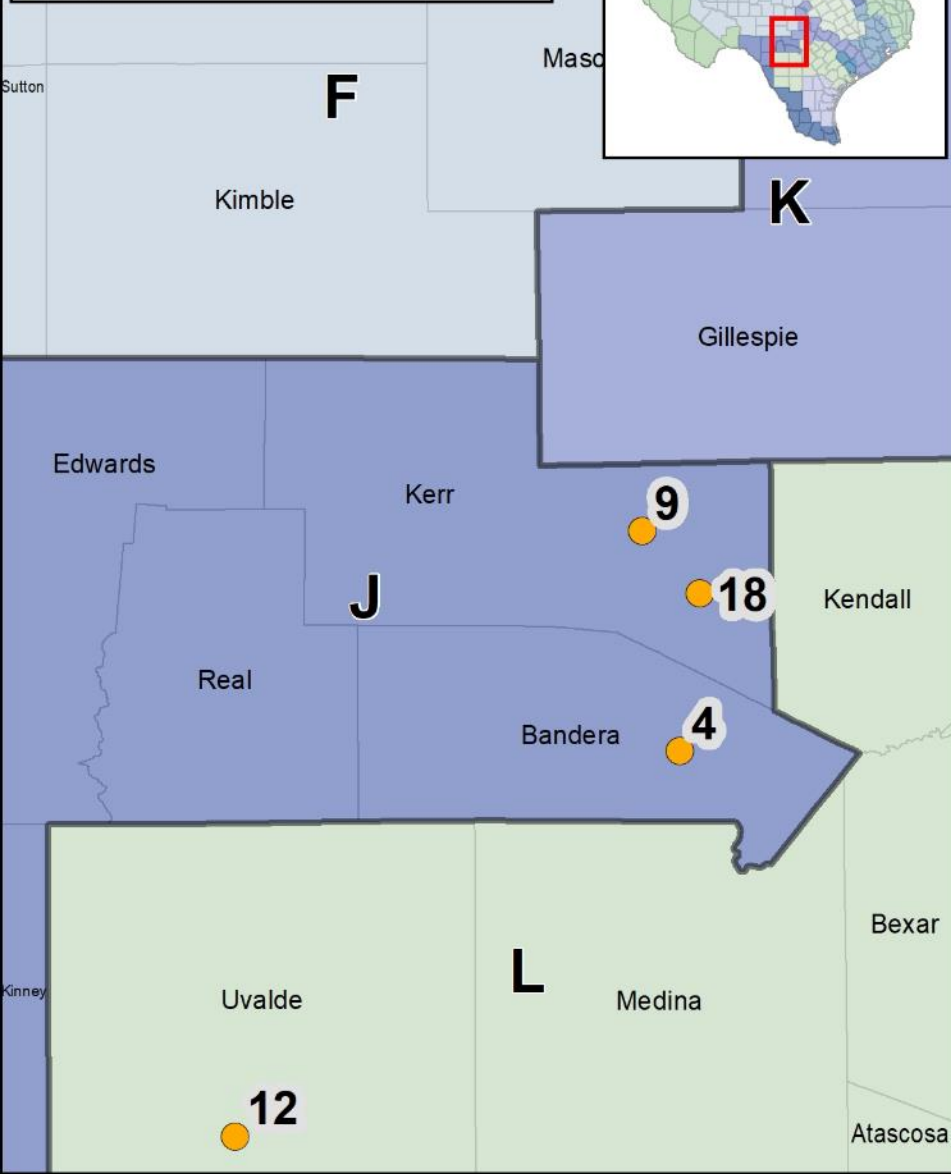 Maso
Sutton
F
Kimble
K
Gillespie
Edwards
Kerr
9
18
Kendall
J
Real
Bandera
4
Bexar
L
Kinney
Uvalde
Medina
12
Atascosa